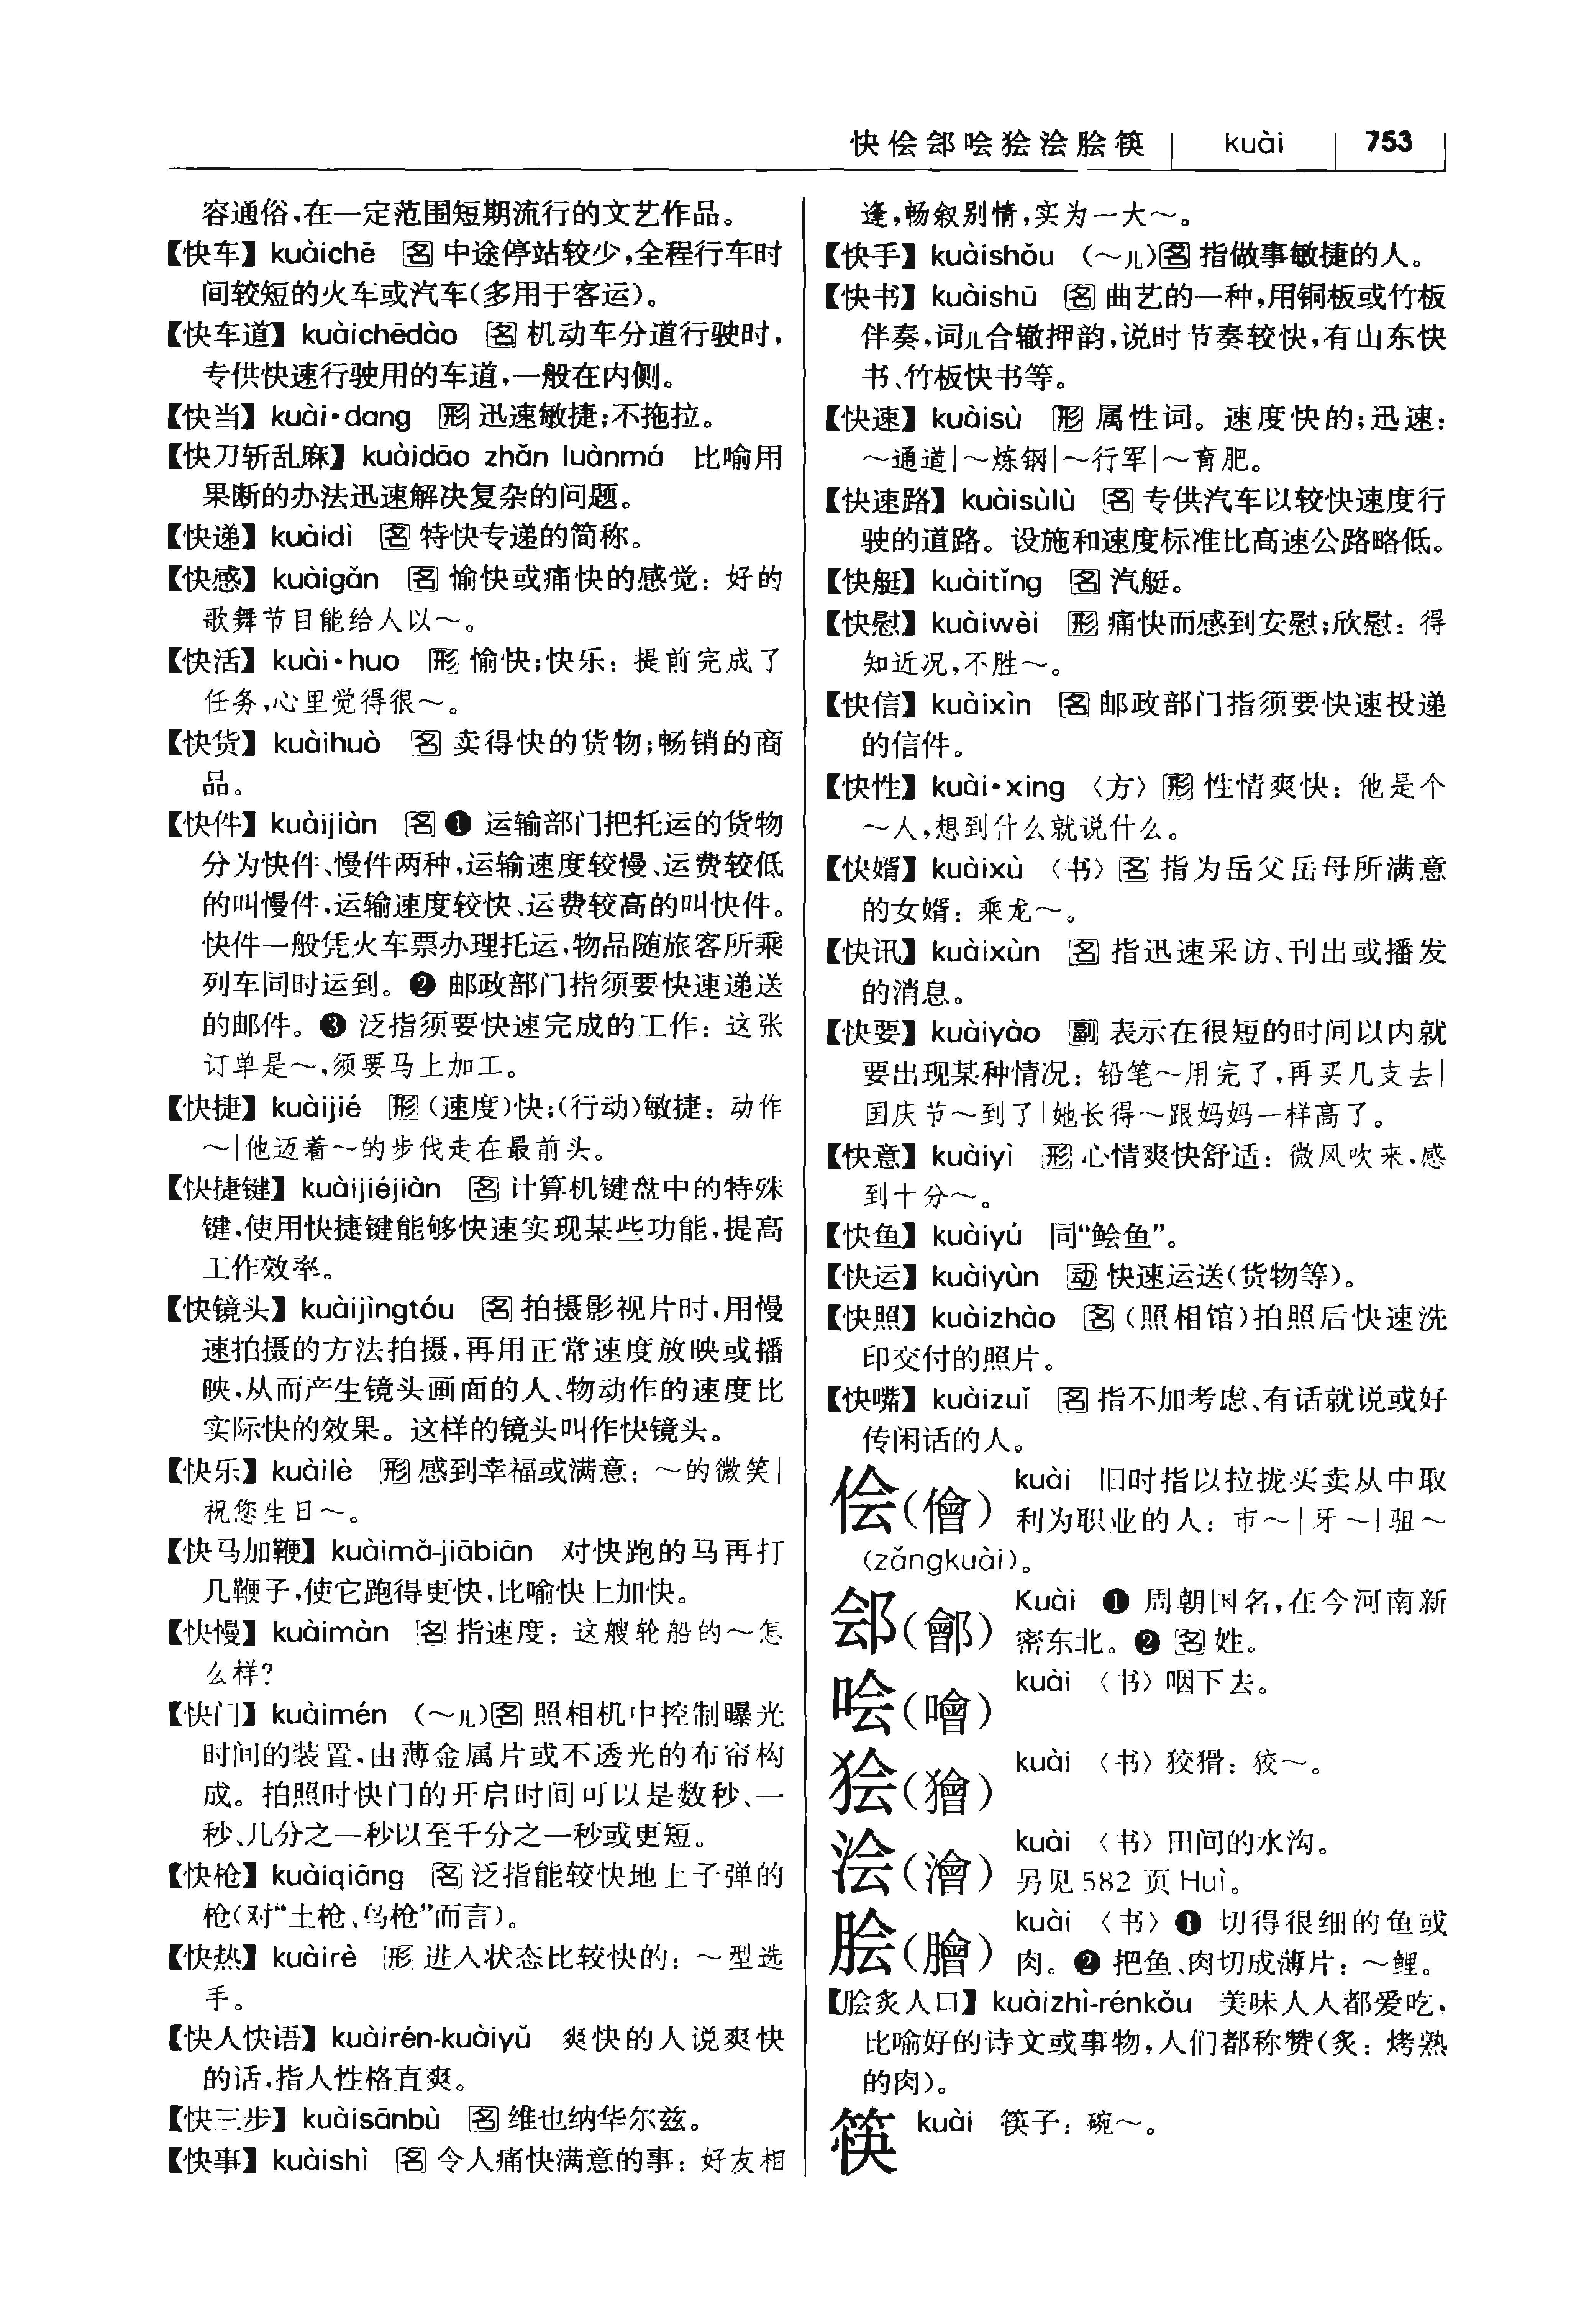 快侩郐哙狯浍脍筷 kuài 753
容通俗,在一定范围短期流行的文艺作品。
【快车】 kuàichē 名 中途停站较少,全程行车时
间较短的火车或汽车(多用于客运)。
【快车道】 kuàichēdào 名 机动车分道行驶时,
专供快速行驶用的车道,一般在内侧。
【快当】 kuài•dang 形 迅速敏捷;不拖拉。
【快刀斩乱麻】 kuàidāo zhǎn luànmá 比喻用
果断的办法迅速解决复杂的问题。
【快递】 kuàidì 名 特快专递的简称。
【快感】 kuàigǎn 名 愉快或痛快的感觉:好的
歌舞节目能给人以~。
【快活】 kuài•huo 形 愉快;快乐:提前完成了
任务,心里觉得很~。
【快货】 kuàihuò 名 卖得快的货物;畅销的商
品。
【快件】 kuàijiàn 名 ❶ 运输部门把托运的货物
分为快件、慢件两种,运输速度较慢、运费较低
的叫慢件,运输速度较快、运费较高的叫快件。
快件一般凭火车票办理托运,物品随旅客所乘
列车同时运到。❷ 邮政部门指须要快速递送
的邮件。❸ 泛指须要快速完成的工作:这张
订单是~,须要马上加工。
【快捷】 kuàijié 形 (速度)快;(行动)敏捷:动作
~|他迈着~的步伐走在最前头。
【快捷键】 kuàijiéjiàn 名 计算机键盘中的特殊
键,使用快捷键能够快速实现某些功能,提高
工作效率。
【快镜头】 kuàijìngtóu 名 拍摄影视片时,用慢
速拍摄的方法拍摄,再用正常速度放映或播
映,从而产生镜头画面的人、物动作的速度比
实际快的效果。这样的镜头叫作快镜头。
【快乐】 kuàilè 形 感到幸福或满意:~的微笑|
祝您生日~。
【快马加鞭】 kuàimǎ-jiābiān 对快跑的马再打
几鞭子,使它跑得更快,比喻快上加快。
【快慢】 kuàimàn 名 指速度:这艘轮船的~怎
么样?
【快门】 kuàimén (~儿)名 照相机中控制曝光
时间的装置,由薄金属片或不透光的布帘构
成。拍照时快门的开启时间可以是数秒、一
秒、几分之一秒以至千分之一秒或更短。
【快枪】 kuàiqiāng 名 泛指能较快地上子弹的
枪(对“土枪、鸟枪”而言)。
【快热】 kuàirè 形 进入状态比较快的:~型选
手。
【快人快语】 kuàirén-kuàiyǔ 爽快的人说爽快
的话,指人性格直爽。
【快三步】 kuàisānbù 名 维也纳华尔兹。
【快事】 kuàishì 名 令人痛快满意的事:好友相
逢,畅叙别情,实为一大~。
【快手】 kuàishǒu (~儿)名 指做事敏捷的人。
【快书】 kuàishū 名 曲艺的一种,用铜板或竹板
伴奏,词儿合辙押韵,说时节奏较快,有山东快
书、竹板快书等。
【快速】 kuàisù 形 属性词。速度快的;迅速:
~通道|~炼钢|~行军|~育肥。
【快速路】 kuàisùlù 名 专供汽车以较快速度行
驶的道路。设施和速度标准比高速公路略低。
【快艇】 kuàitǐng 名 汽艇。
【快慰】 kuàiwèi 形 痛快而感到安慰;欣慰:得
知近况,不胜~。
【快信】 kuàixìn 名 邮政部门指须要快速投递
的信件。
【快性】 kuài•xing 〈方〉形 性情爽快:他是个
~人,想到什么就说什么。
【快婿】 kuàixù 〈书〉名 指为岳父岳母所满意
的女婿:乘龙~。
【快讯】 kuàixùn 名 指迅速采访、刊出或播发
的消息。
【快要】 kuàiyào 副 表示在很短的时间以内就
要出现某种情况:铅笔~用完了,再买几支去|
国庆节~到了|她长得~跟妈妈一样高了。
【快意】 kuàiyì 形 心情爽快舒适:微风吹来,感
到十分~。
【快鱼】 kuàiyú 同“鲙鱼”。
【快运】 kuàiyùn 动 快速运送(货物等)。
【快照】 kuàizhào 名 (照相馆)拍照后快速洗
印交付的照片。
【快嘴】 kuàizuǐ 名 指不加考虑、有话就说或好
传闲话的人。
侩(儈) kuài 旧时指以拉拢买卖从中取
利为职业的人:市~|牙~|驵~
(zǎngkuài)。
郐(鄶) Kuài ❶ 周朝国名,在今河南新
密东北。❷ 名 姓。
哙(噲) kuài 〈书〉咽下去。
狯(獪) kuài 〈书〉狡猾:狡~。
浍(澮) kuài 〈书〉田间的水沟。
另见 582 页 Huì。
脍(膾) kuài 〈书〉❶ 切得很细的鱼或
肉。❷ 把鱼、肉切成薄片:~鲤。
【脍炙人口】 kuàizhì-rénkǒu 美味人人都爱吃,
比喻好的诗文或事物,人们都称赞(炙:烤熟
的肉)。
筷 kuài 筷子:碗~。